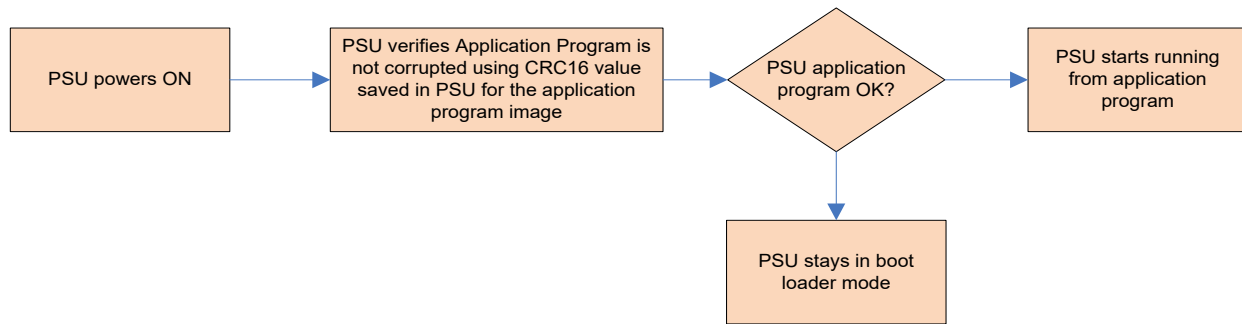 PSU powers ON
PSU verifies Application Program is
not corrupted using CRC16 value
saved in PSU for the application
program image
PSU application
program OK?
PSU starts running
from application
program
PSU stays in boot
loader mode